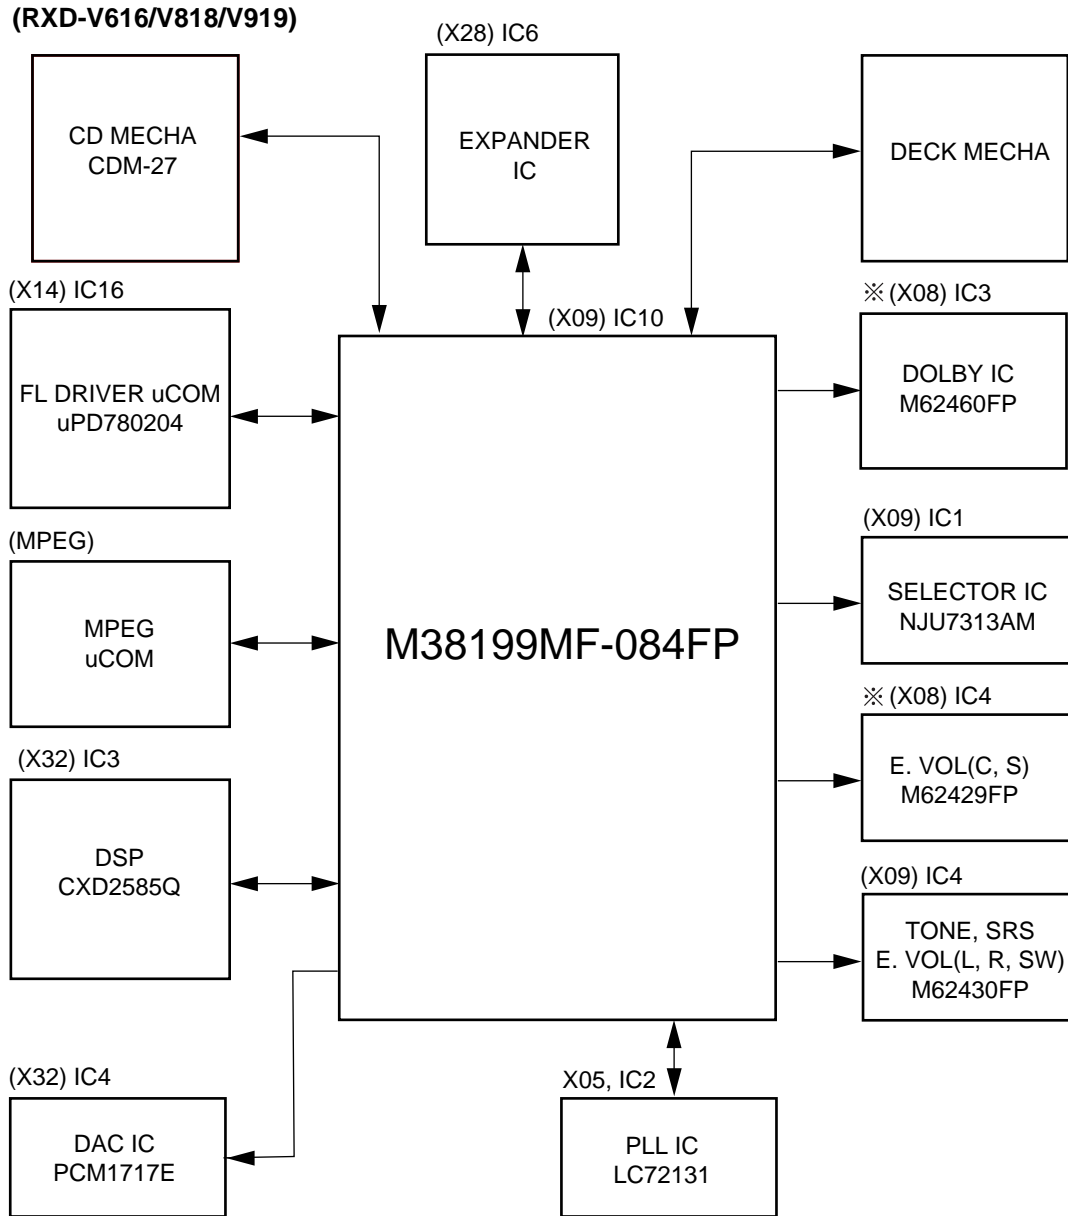 (RXD-V616/V818/V919)
(X28) IC6
CD MECHA
CDM-27
EXPANDER
IC
DECK MECHA
(X14) IC16
※ (X08) IC3
(X09) IC10
FL DRIVER uCOM
uPD780204
DOLBY IC
M62460FP
(X09) IC1
(MPEG)
SELECTOR IC
NJU7313AM
MPEG
uCOM
M38199MF-084FP
※ (X08) IC4
(X32) IC3
E. VOL(C, S)
M62429FP
DSP
CXD2585Q
(X09) IC4
TONE, SRS
E. VOL(L, R, SW)
M62430FP
(X32) IC4
X05, IC2
DAC IC
PCM1717E
PLL IC
LC72131